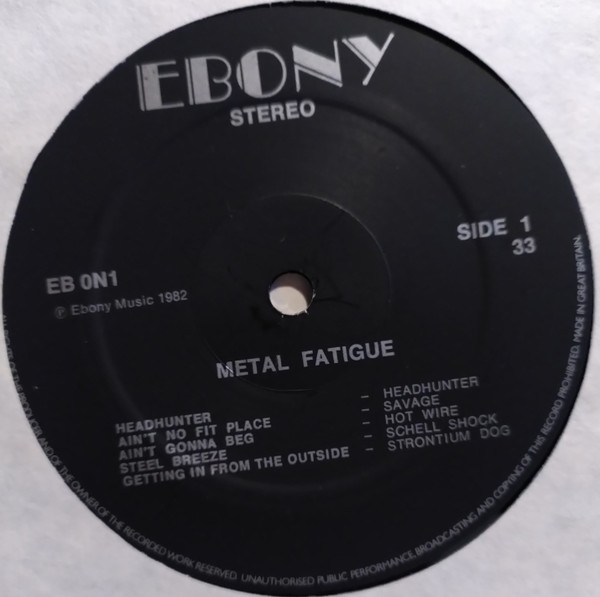 EBONY
STEREO
SIDE 1
33
EB ON1
℗ Ebony Music 1982
METAL FATIGUE
HEADHUNTER – HEADHUNTER
AIN'T NO FIT PLACE – SAVAGE
AIN'T GONNA BEG – HOT WIRE
STEEL BREEZE – SCHELL SHOCK
GETTING IN FROM THE OUTSIDE – STRONTIUM DOG
OF THE OWNER OF THE RECORDED WORK RESERVED. UNAUTHORISED PUBLIC PERFORMANCE, BROADCASTING AND COPYING OF THIS RECORD PROHIBITED. MADE IN GREAT BRITAIN.